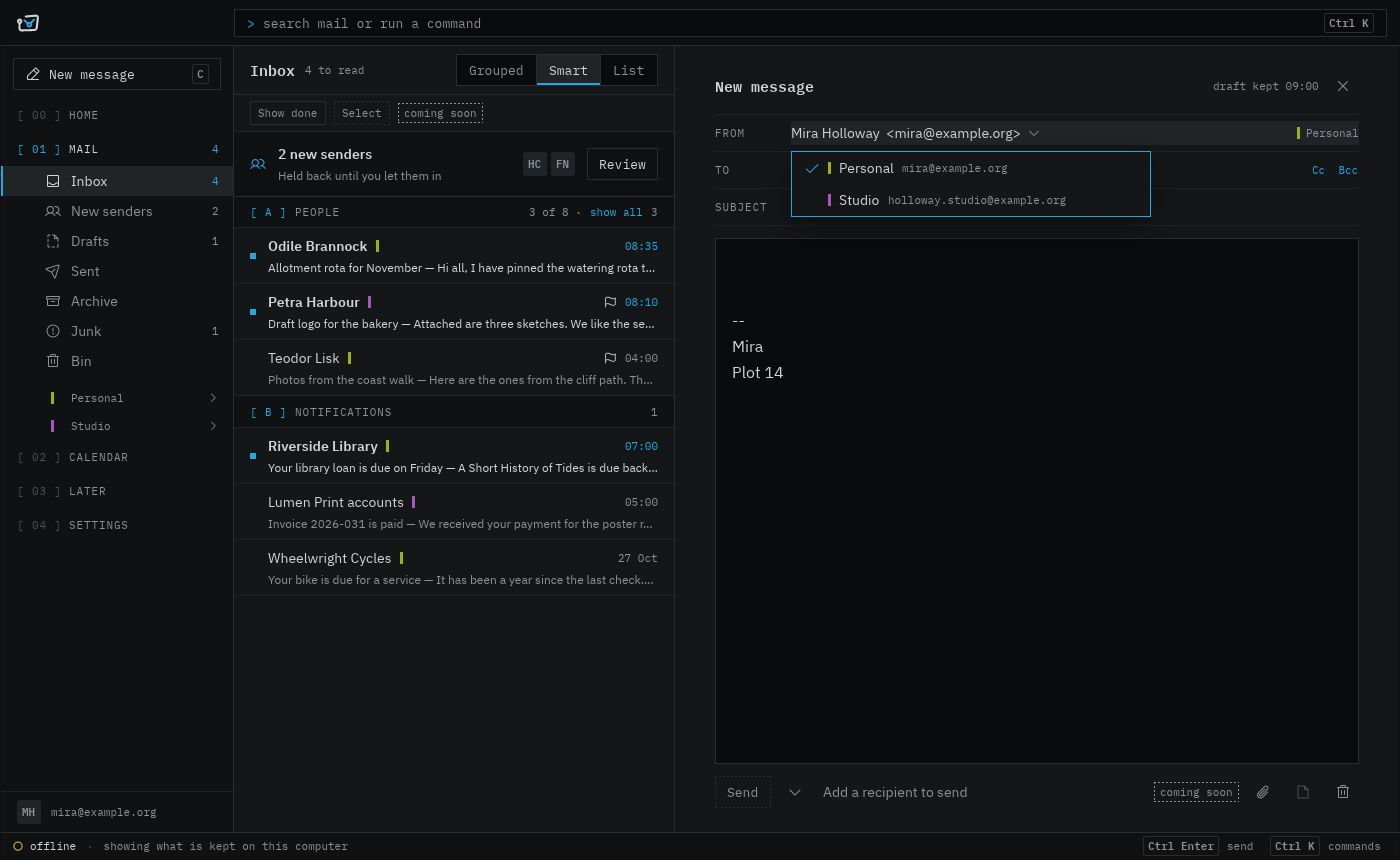 > search mail or run a command Ctrl K
New message C
[ 00 ] HOME
[ 01 ] MAIL 4
Inbox 4
New senders 2
Drafts 1
Sent
Archive
Junk 1
Bin
Personal
Studio
[ 02 ] CALENDAR
[ 03 ] LATER
[ 04 ] SETTINGS
MH mira@example.org
Inbox 4 to read Grouped Smart List
Show done Select coming soon
2 new senders
Held back until you let them in
HC FN Review
[ A ] PEOPLE 3 of 8 · show all 3
Odile Brannock 08:35
Allotment rota for November — Hi all, I have pinned the watering rota t…
Petra Harbour 08:10
Draft logo for the bakery — Attached are three sketches. We like the se…
Teodor Lisk 04:00
Photos from the coast walk — Here are the ones from the cliff path. Th…
[ B ] NOTIFICATIONS 1
Riverside Library 07:00
Your library loan is due on Friday — A Short History of Tides is due back…
Lumen Print accounts 05:00
Invoice 2026-031 is paid — We received your payment for the poster r…
Wheelwright Cycles 27 Oct
Your bike is due for a service — It has been a year since the last check.…
New message draft kept 09:00
FROM Mira Holloway <mira@example.org> Personal
TO Cc Bcc
Personal mira@example.org
Studio holloway.studio@example.org
SUBJECT
--
Mira
Plot 14
Send Add a recipient to send coming soon
offline · showing what is kept on this computer Ctrl Enter send Ctrl K commands